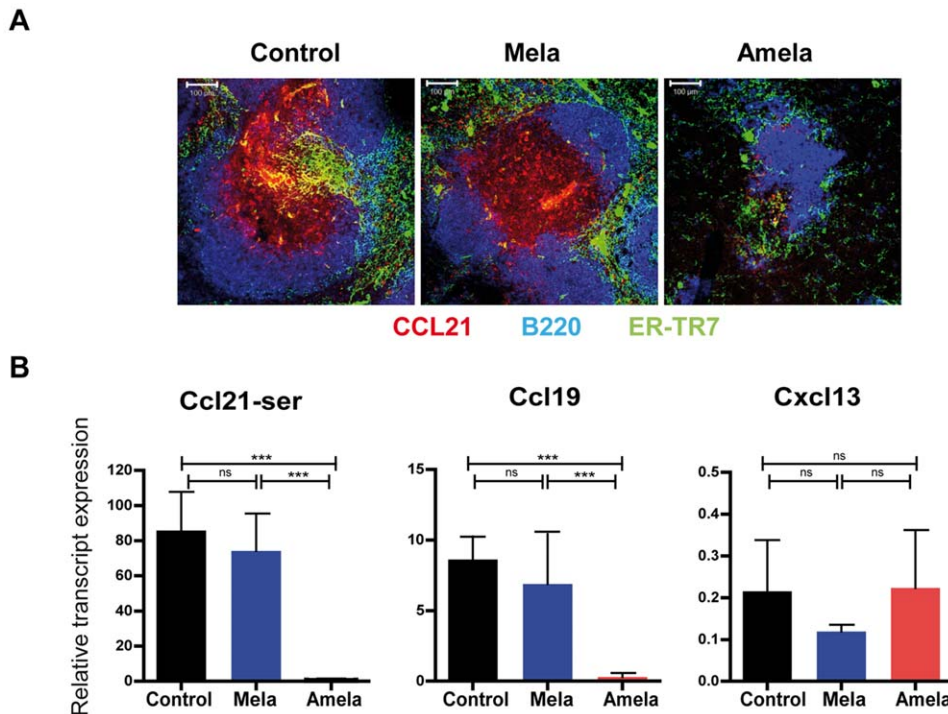 A
Control Mela Amela
100 µm 100 µm 100 µm
CCL21 B220 ER-TR7
B
Ccl21-ser Ccl19 Cxcl13
Relative transcript expression
***
ns ***
120
100
80
60
40
20
0
Control Mela Amela
***
ns ***
15
10
5
0
Control Mela Amela
ns
ns ns
0.5
0.4
0.3
0.2
0.1
0.0
Control Mela Amela